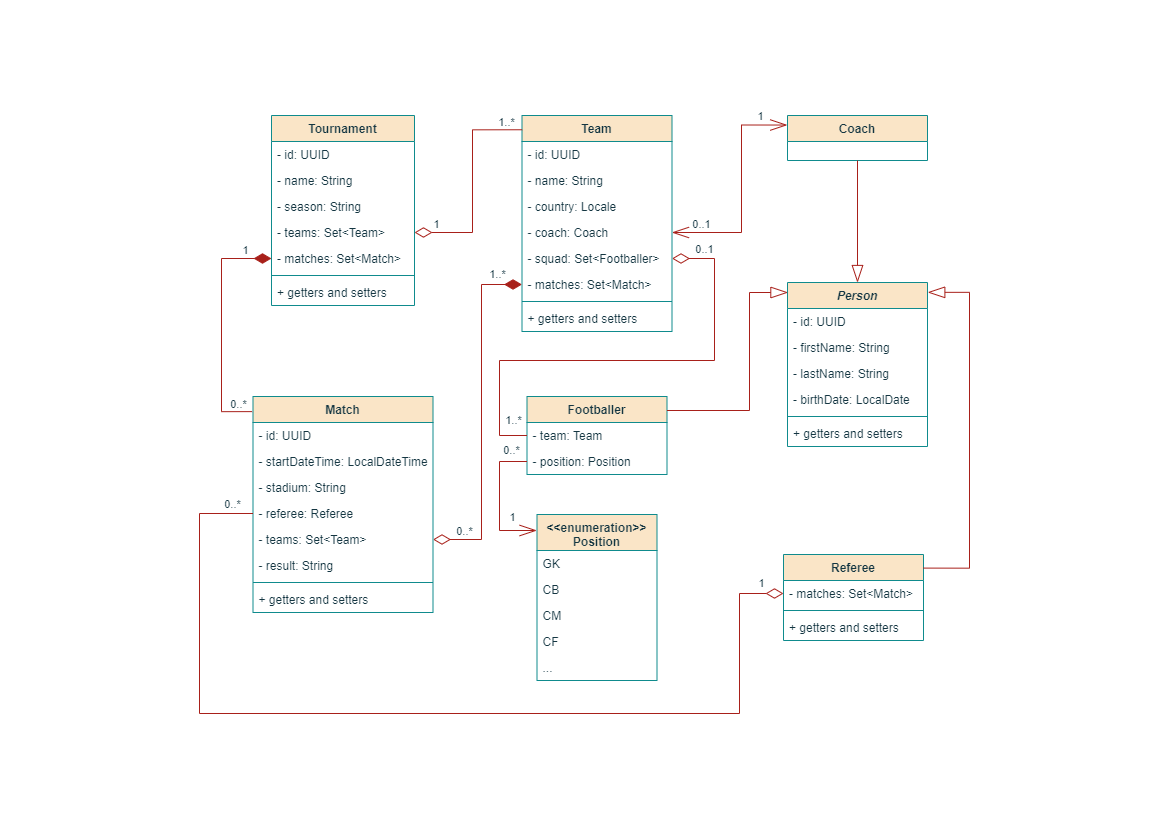 Tournament
- id: UUID
- name: String
- season: String
- teams: Set<Team>
- matches: Set<Match>
+ getters and setters
1
1
1..*
Team
- id: UUID
- name: String
- country: Locale
- coach: Coach
- squad: Set<Footballer>
- matches: Set<Match>
+ getters and setters
1..*
0..1
0..1
1
Coach
Person
- id: UUID
- firstName: String
- lastName: String
- birthDate: LocalDate
+ getters and setters
0..*
Match
- id: UUID
- startDateTime: LocalDateTime
- stadium: String
- referee: Referee
- teams: Set<Team>
- result: String
+ getters and setters
0..*
0..*
Footballer
- team: Team
- position: Position
1..*
0..*
1
<<enumeration>>
Position
GK
CB
CM
CF
...
Referee
- matches: Set<Match>
+ getters and setters
1